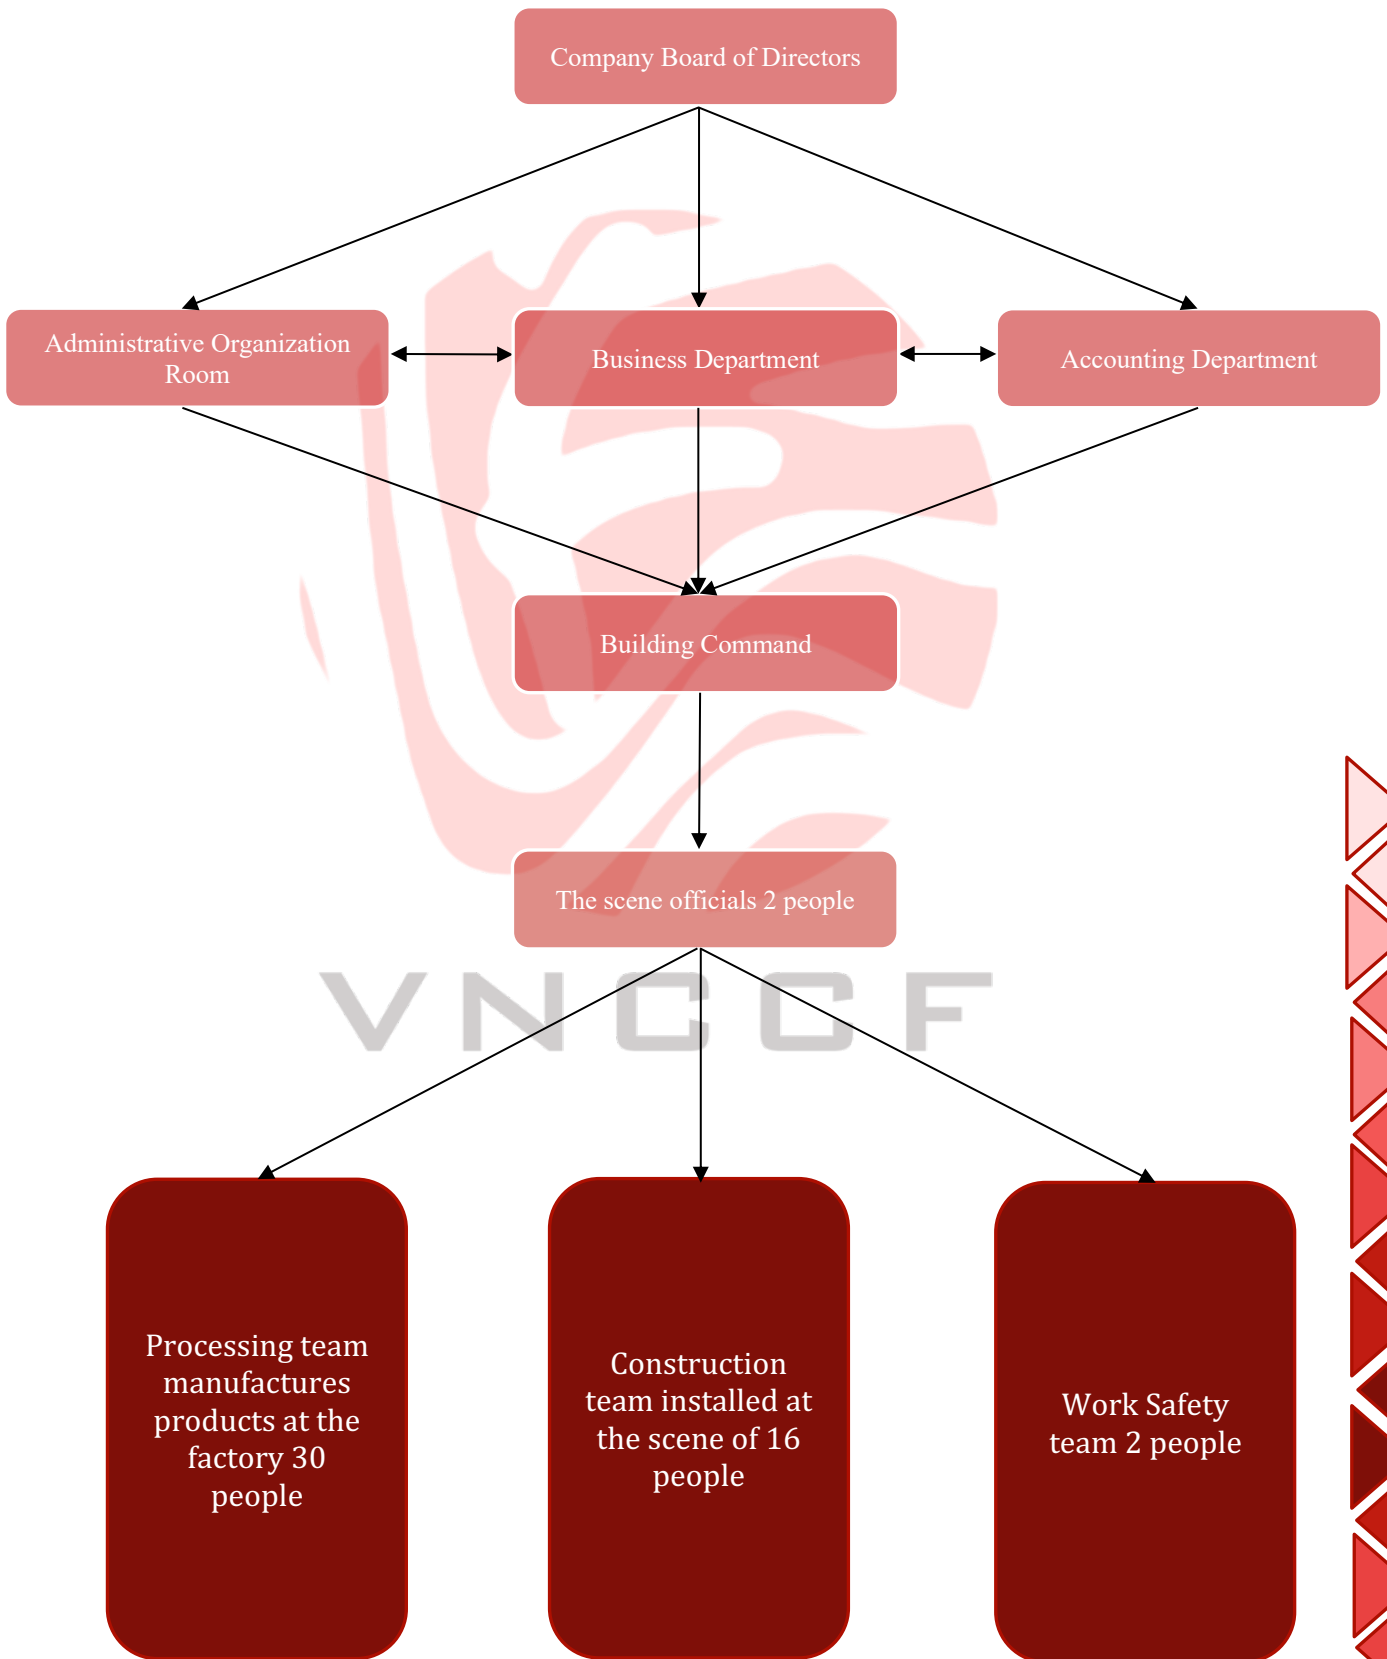 Company Board of Directors
Administrative Organization
Room
Business Department
Accounting Department
Building Command
The scene officials 2 people
VNCCF
Processing team
manufactures
products at the
factory 30
people
Construction
team installed at
the scene of 16
people
Work Safety
team 2 people